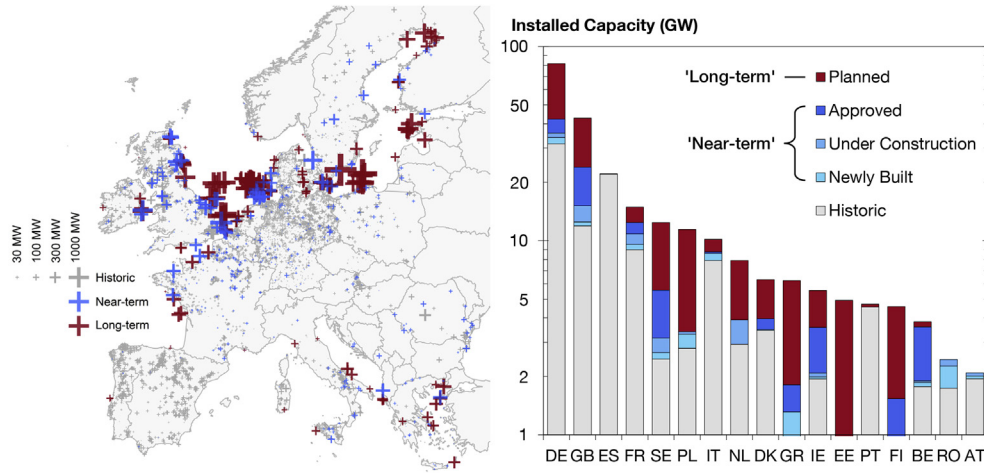 30 MW
100 MW
3000 MW
1000 MW
Historic
Near-term
Long-term
Installed Capacity (GW)
100
50
20
10
5
2
1
'Long-term' Planned
Approved
'Near-term' Under Construction
Newly Built
Historic
DE GB ES FR SE PL IT NL DK GR IE EE PT FI BE RO AT